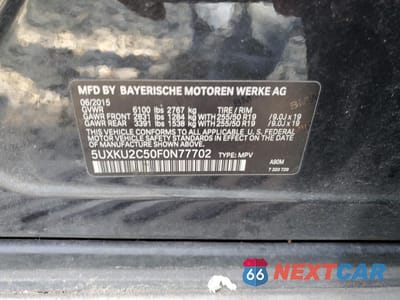 MFD BY BAYERISCHE MOTOREN WERKE AG
06/2015
GVWR 6100 lbs 2767 kg TIRE / RIM
GAWR FRONT 2831 lbs 1284 kg 255/50 R19 / 9.0J x 19
GAWR REAR 3391 lbs 1538 kg 255/50 R19 / 9.0J x 19
THIS VEHICLE CONFORMS TO ALL APPLICABLE U.S. FEDERAL
MOTOR VEHICLE SAFETY STANDARDS IN EFFECT ON THE
DATE OF MANUFACTURE SHOWN ABOVE.
5UXKU2C50F0N77702 TYPE: MPV
A90M
7 320 726
66 NEXTCAR